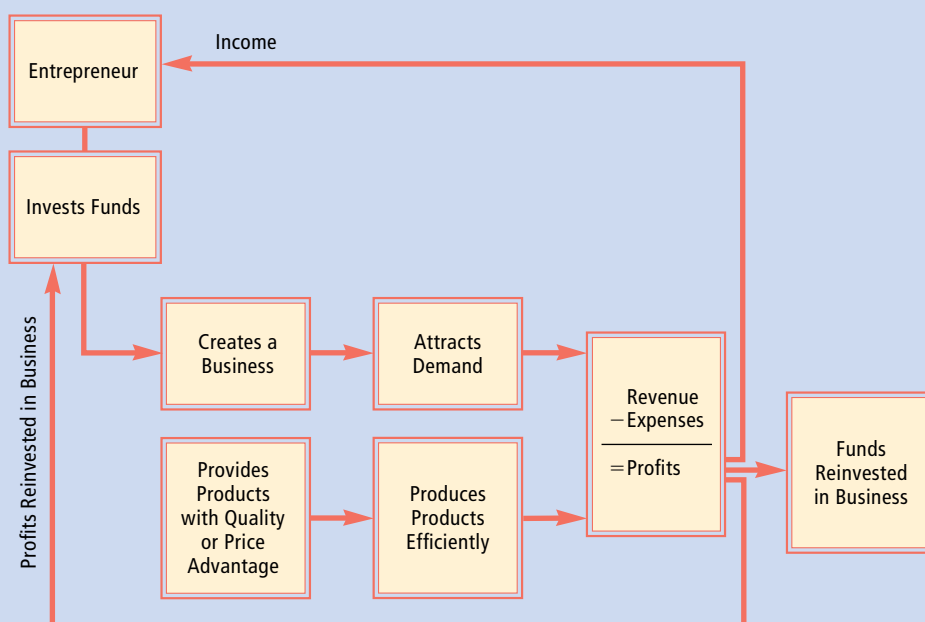 Income
Entrepreneur
Invests Funds
Profits Reinvested in Business
Creates a
Business
Attracts
Demand
Revenue
−Expenses
=Profits
Provides
Products
with Quality
or Price
Advantage
Produces
Products
Efficiently
Funds
Reinvested
in Business